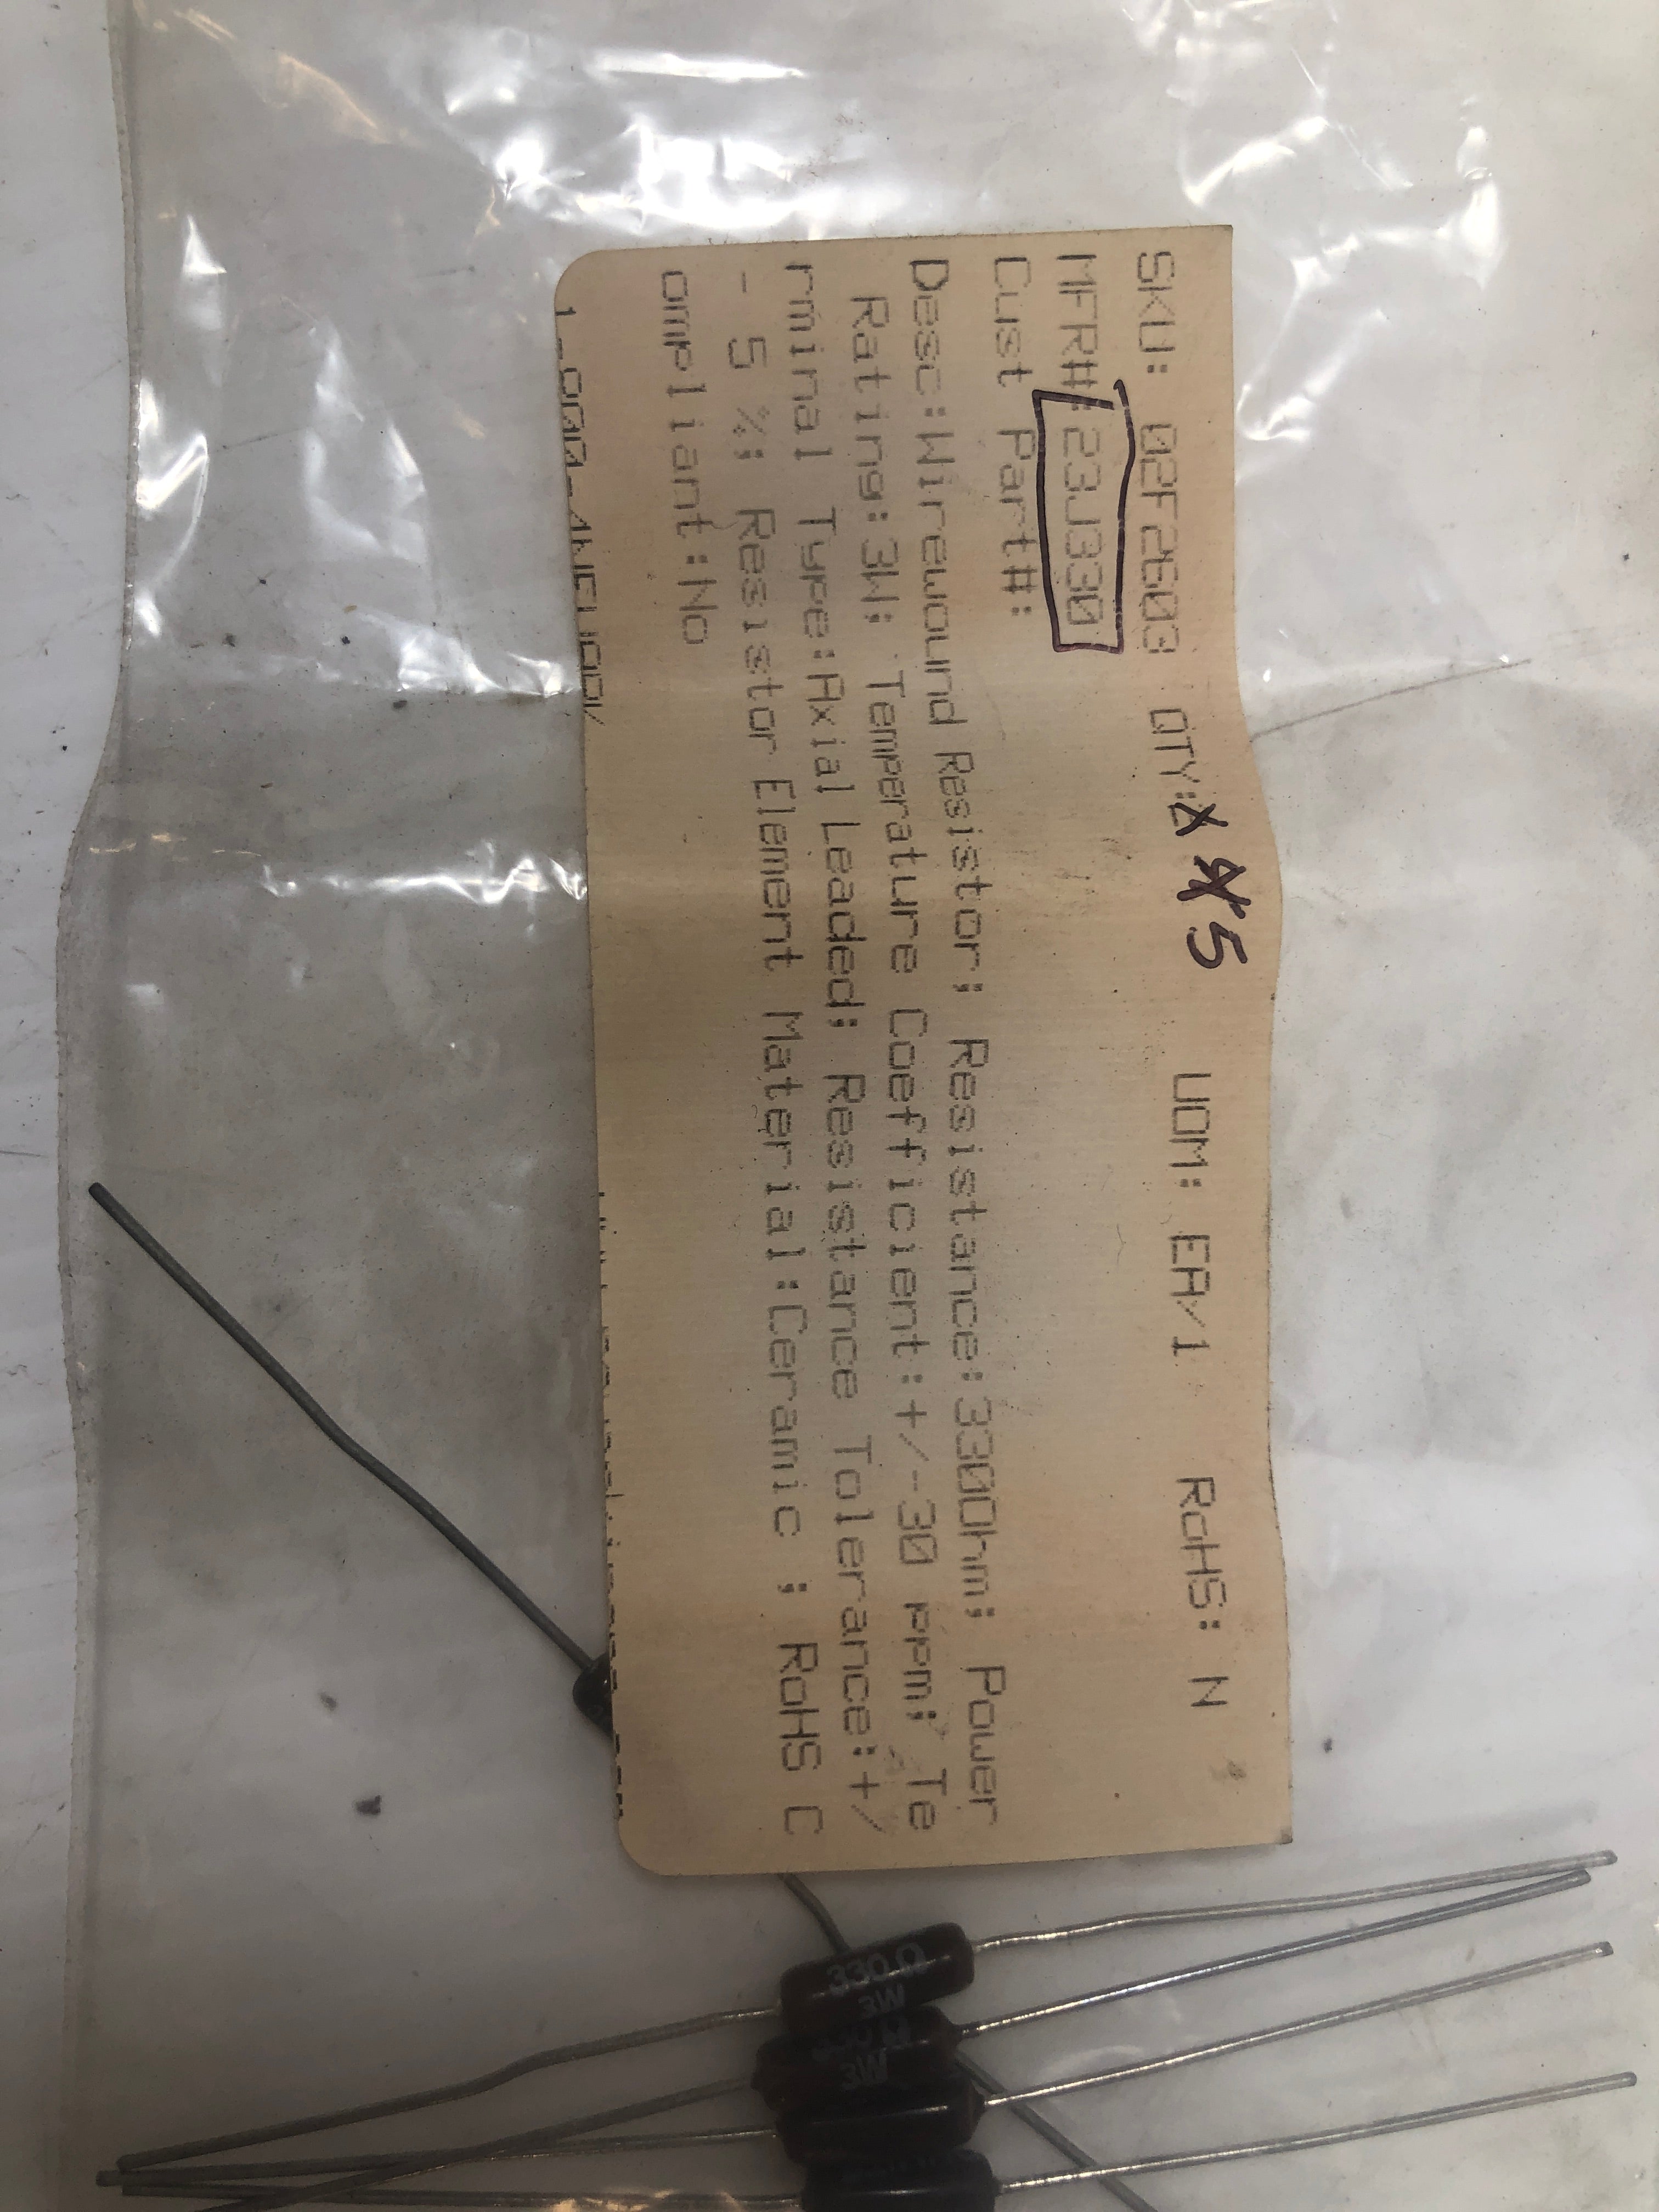 SKU: 02F2603 QTY: 5 UOM: EA/1 RoHS: N
MFR#:23J330
Cust Part#:
Desc:Wirewound Resistor; Resistance:330Ohm; Power
Rating:3W; Temperature Coefficient:+/-30 ppm; Te
rminal Type:Axial Leaded; Resistance Tolerance:+/
- 5 %; Resistor Element Material:Ceramic ; RoHS C
ompliant:No
330 Ω
3W
3W